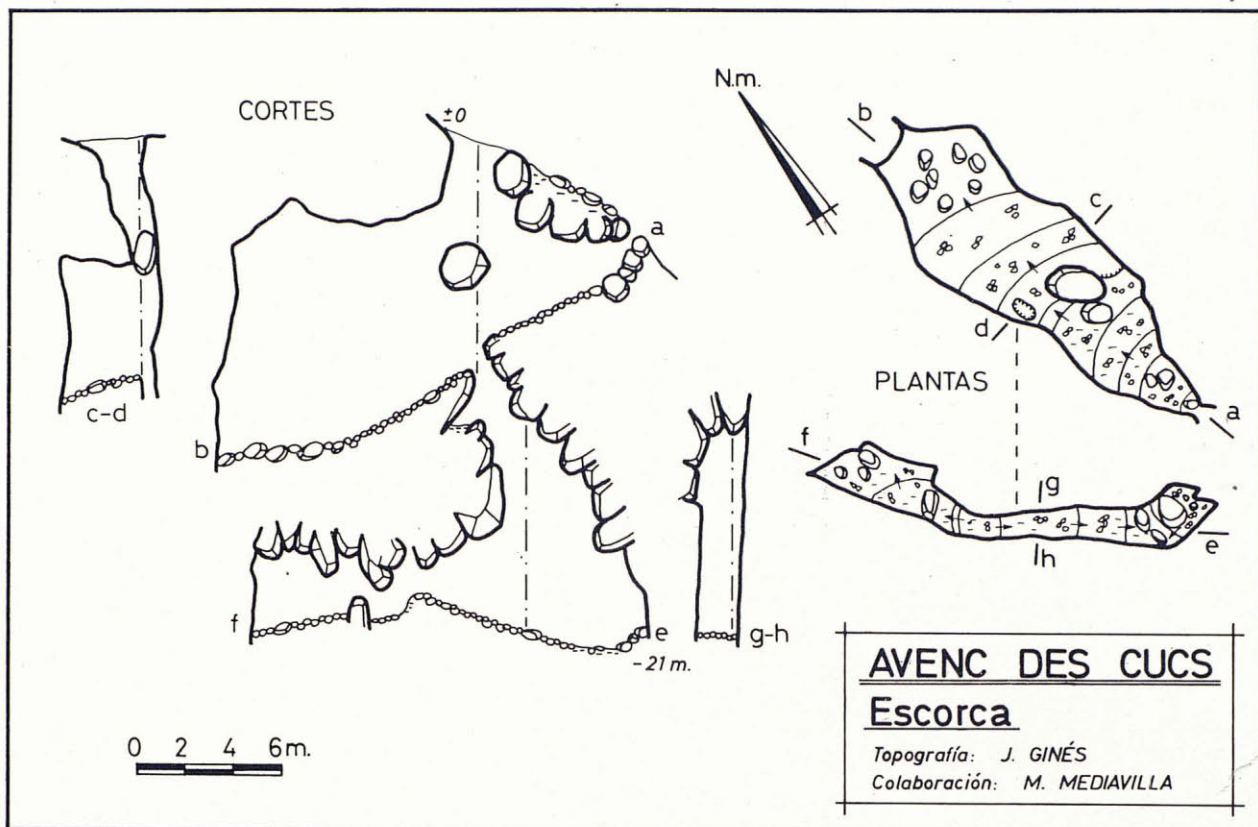 CORTES
±0
a
b
c-d
f
e
-21 m.
g-h
0 2 4 6m.
N.m.
b
c
d
a
PLANTAS
f
g
h
e
AVENC DES CUCS
Escorca
Topografía: J. GINÉS
Colaboración: M. MEDIAVILLA